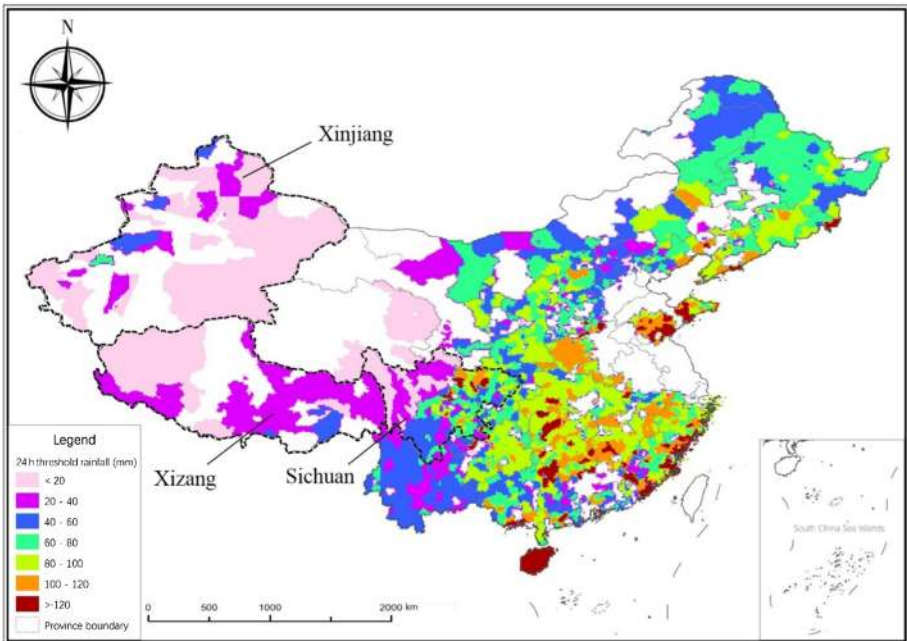 N
Xinjiang
Xizang
Sichuan
Legend
24h threshold rainfall (mm)
< 20
20 - 40
40 - 60
60 - 80
80 - 100
100 - 120
>-120
Province boundary
0 500 1000 2000 km
South China Sea Islands